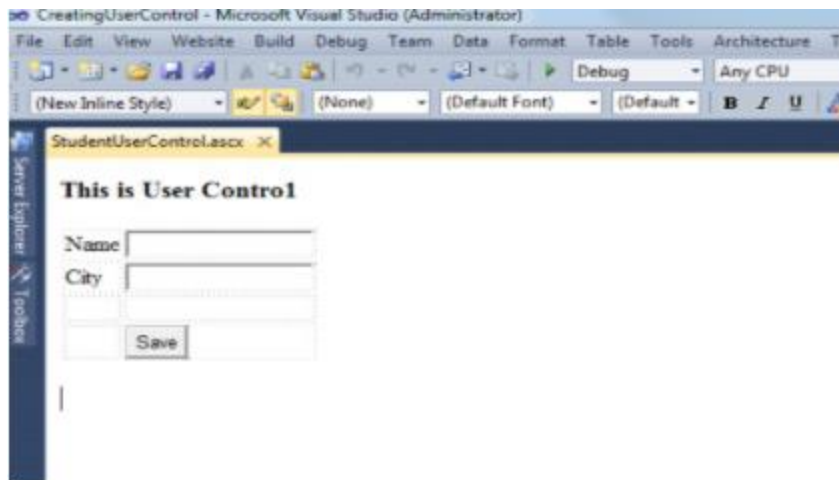 CreatingUserControl - Microsoft Visual Studio (Administrator)
File Edit View Website Build Debug Team Data Format Table Tools Architecture
Debug Any CPU
(New Inline Style) (None) (Default Font) (Default B I U A
StudentUserControl.ascx
Server Explorer
Toolbox
This is User Contro1
Name
City
Save